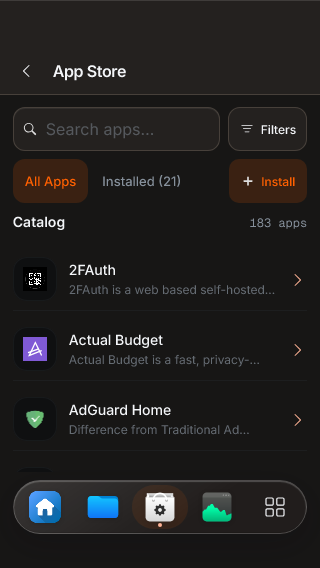 App Store
Search apps...
Filters
All Apps
Installed (21)
+ Install
Catalog
183 apps
2FAuth
2FAuth is a web based self-hosted...
Actual Budget
Actual Budget is a fast, privacy-...
AdGuard Home
Difference from Traditional Ad...